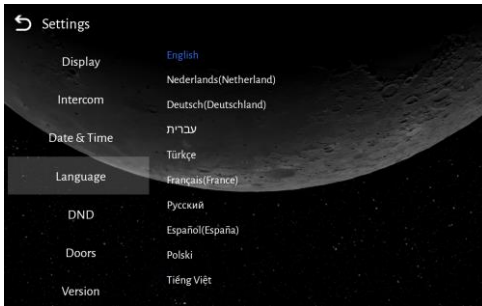 Settings
Display
Intercom
Date & Time
Language
DND
Doors
Version
English
Nederlands(Netherland)
Deutsch(Deutschland)
עברית
Türkçe
Français(France)
Русский
Español(España)
Polski
Tiếng Việt